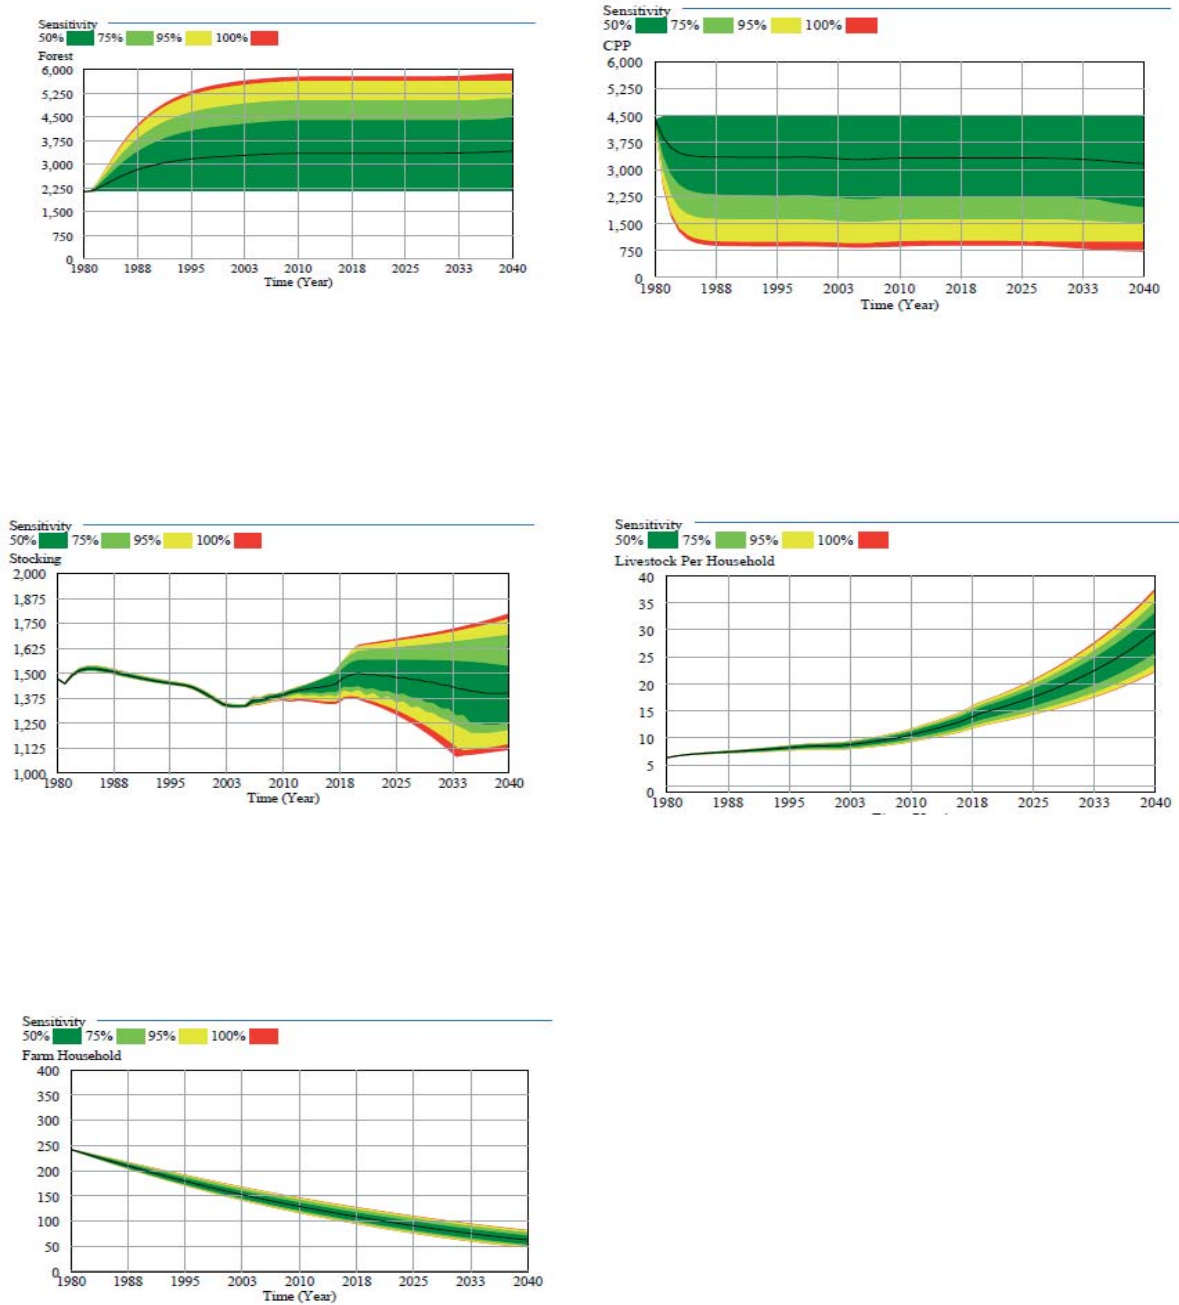 Sensitivity
50% 75% 95% 100%
Forest
6,000
5,250
4,500
3,750
3,000
2,250
1,500
750
0
1980 1988 1995 2003 2010 2018 2025 2033 2040
Time (Year)
Sensitivity
50% 75% 95% 100%
CPP
6,000
5,250
4,500
3,750
3,000
2,250
1,500
750
0
1980 1988 1995 2003 2010 2018 2025 2033 2040
Time (Year)
Sensitivity
50% 75% 95% 100%
Stocking
2,000
1,875
1,750
1,625
1,500
1,375
1,250
1,125
1,000
1980 1988 1995 2003 2010 2018 2025 2033 2040
Time (Year)
Sensitivity
50% 75% 95% 100%
Livestock Per Household
40
35
30
25
20
15
10
5
0
1980 1988 1995 2003 2010 2018 2025 2033 2040
Sensitivity
50% 75% 95% 100%
Farm Household
400
350
300
250
200
150
100
50
0
1980 1988 1995 2003 2010 2018 2025 2033 2040
Time (Year)